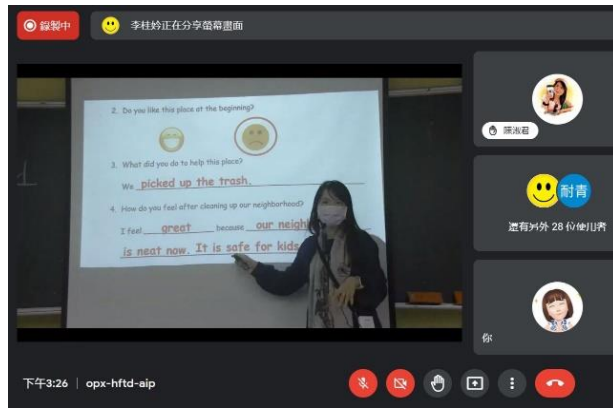 錄製中
李桂妗正在分享螢幕畫面
2. Do you like this place at the beginning?
3. What did you do to help this place?
We picked up the trash.
4. How do you feel after cleaning up our neighborhood?
I feel great because our neigh
is neat now. It is safe for kids
陳淑君
耐青
還有另外 28 位使用者
你
下午3:26 | opx-hftd-aip